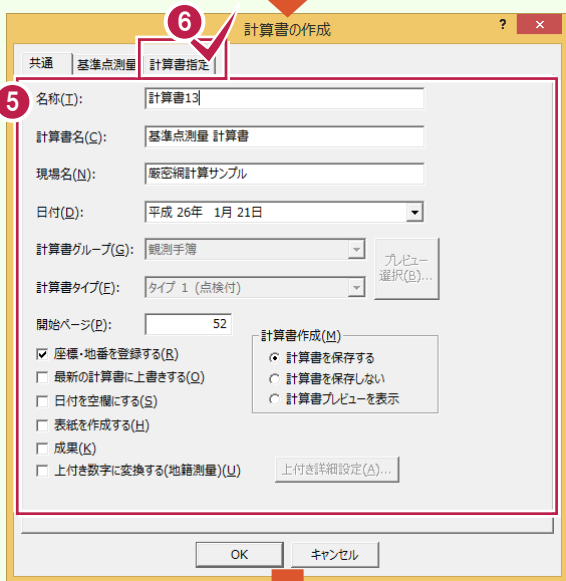 6
計算書の作成
? ×
共通 基準点測量 計算書指定
5
名称(T): 計算書13
計算書名(C): 基準点測量 計算書
現場名(N): 厳密網計算サンプル
日付(D): 平成 26年 1月 21日
計算書グループ(G): 観測手簿
プレビュー
選択(B)...
計算書タイプ(F): タイプ 1 (点検付)
開始ページ(P): 52
計算書作成(M)
座標・地番を登録する(R)
計算書を保存する
最新の計算書に上書きする(O)
計算書を保存しない
日付を空欄にする(S)
計算書プレビューを表示
表紙を作成する(H)
成果(K)
上付き数字に変換する(地籍測量)(U)
上付き詳細設定(A)...
OK キャンセル